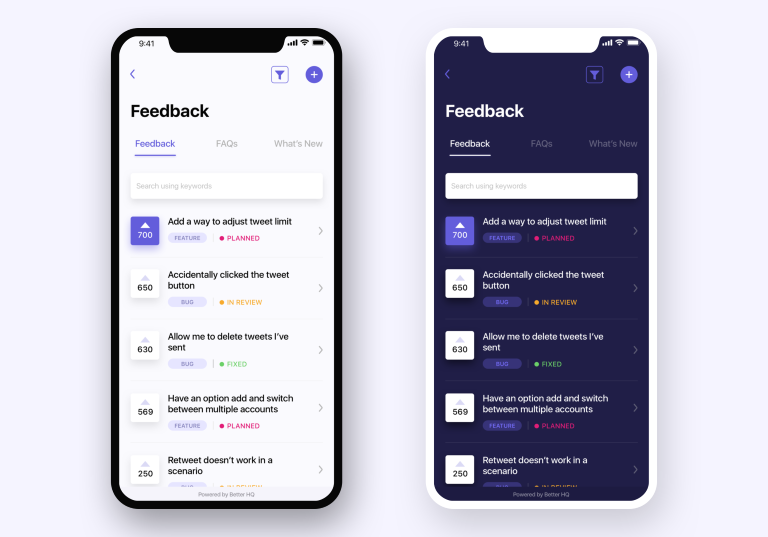 9:41
Feedback
Feedback FAQs What's New
Search using keywords
700
Add a way to adjust tweet limit
FEATURE PLANNED
650
Accidentally clicked the tweet
button
BUG IN REVIEW
630
Allow me to delete tweets I've
sent
BUG FIXED
569
Have an option add and switch
between multiple accounts
FEATURE PLANNED
250
Retweet doesn't work in a
scenario
BUG IN REVIEW
Powered by Better HQ
9:41
Feedback
Feedback FAQs What's New
Search using keywords
700
Add a way to adjust tweet limit
FEATURE PLANNED
650
Accidentally clicked the tweet
button
BUG IN REVIEW
630
Allow me to delete tweets I've
sent
BUG FIXED
569
Have an option add and switch
between multiple accounts
FEATURE PLANNED
250
Retweet doesn't work in a
scenario
BUG IN REVIEW
Powered by Better HQ